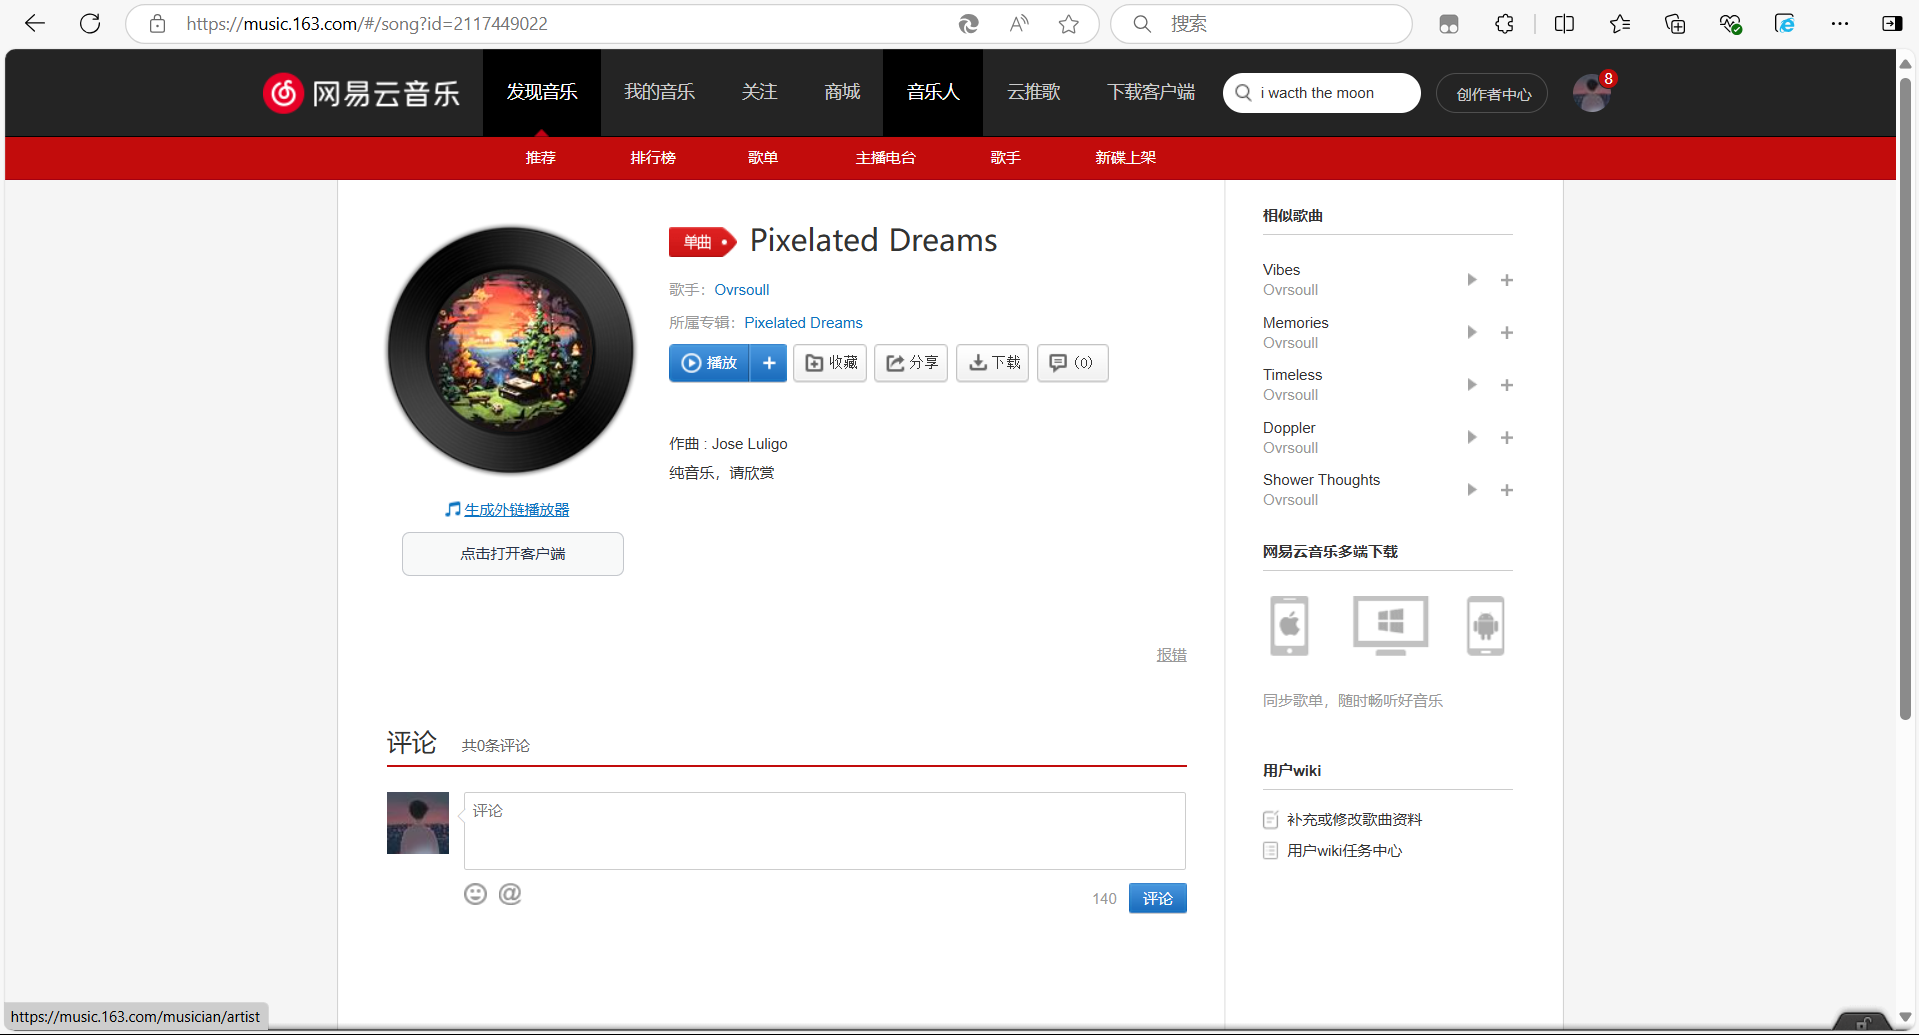 https://music.163.com/#/song?id=2117449022
搜索
网易云音乐
发现音乐
我的音乐
关注
商城
音乐人
云推歌
下载客户端
i wacth the moon
创作者中心
8
推荐
排行榜
歌单
主播电台
歌手
新碟上架
单曲
Pixelated Dreams
歌手：Ovrsoull
所属专辑：Pixelated Dreams
播放
收藏
分享
下载
(0)
作曲 : Jose Luligo
纯音乐，请欣赏
生成外链播放器
点击打开客户端
报错
评论
共0条评论
评论
140
评论
相似歌曲
Vibes
Ovrsoull
Memories
Ovrsoull
Timeless
Ovrsoull
Doppler
Ovrsoull
Shower Thoughts
Ovrsoull
网易云音乐多端下载
同步歌单，随时畅听好音乐
用户wiki
补充或修改歌曲资料
用户wiki任务中心
https://music.163.com/musician/artist